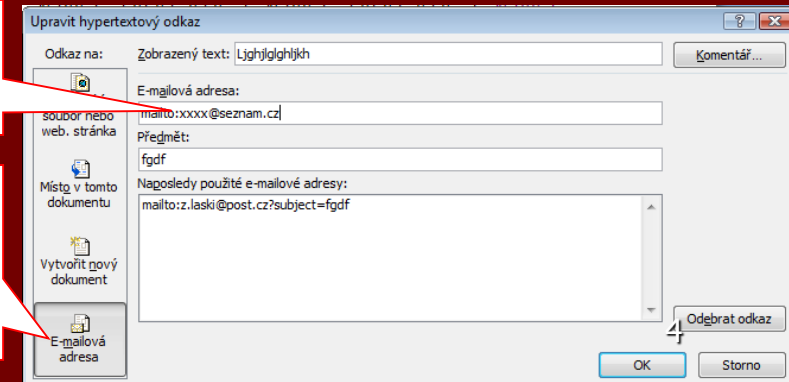 Upravit hypertextový odkaz
Odkaz na:
Zobrazený text: Ljghjlglghljkh
Komentář...
soubor nebo
web. stránka
Místo v tomto
dokumentu
Vytvořit nový
dokument
E-mailová
adresa
E-mailová adresa:
mailto:xxxx@seznam.cz
Předmět:
fgdf
Naposledy použité e-mailové adresy:
mailto:z.laski@post.cz?subject=fgdf
Odebrat odkaz
4
OK
Storno